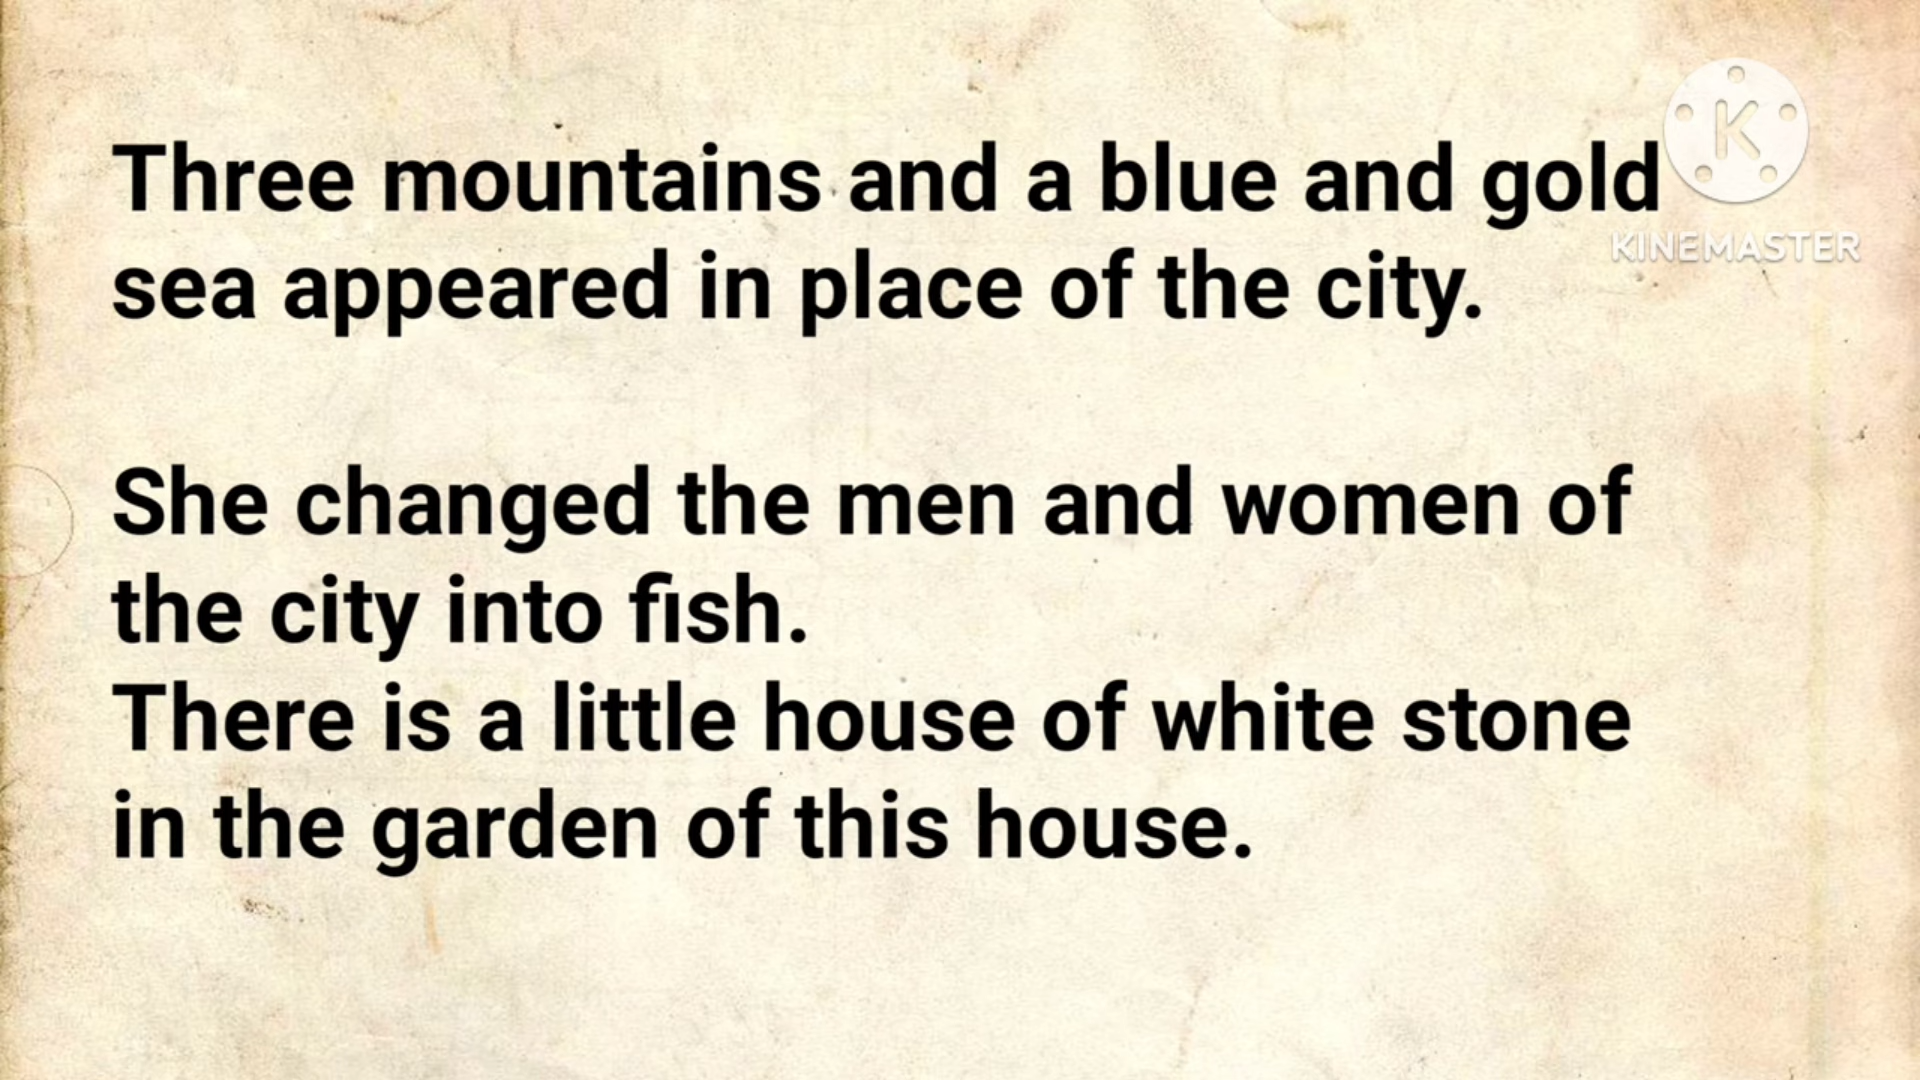 Three mountains and a blue and gold
sea appeared in place of the city.
She changed the men and women of
the city into fish.
There is a little house of white stone
in the garden of this house.
K
KINEMASTER